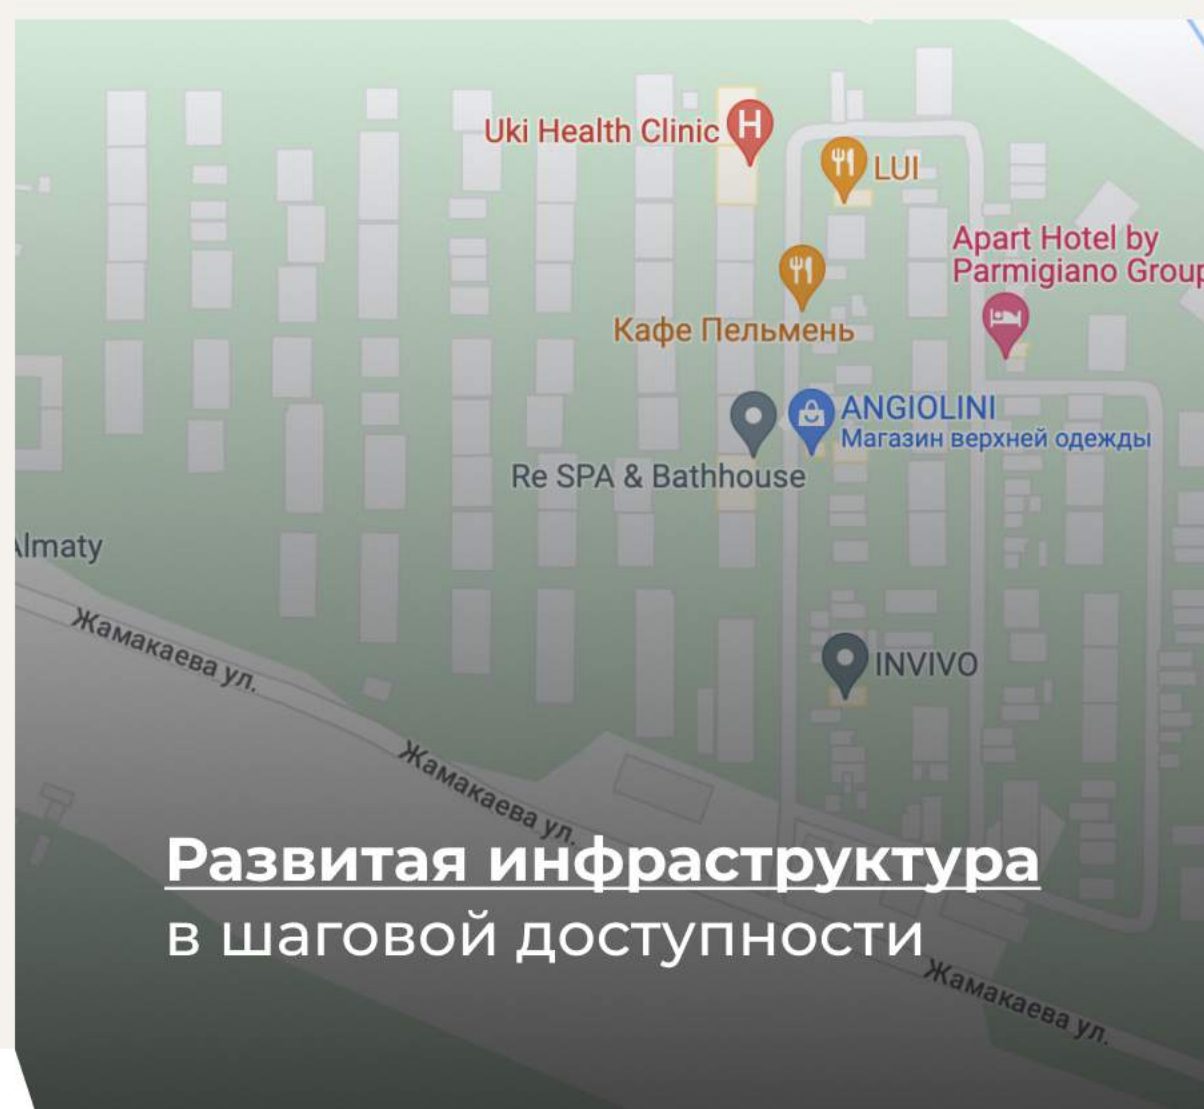 Uki Health Clinic
LUI
Apart Hotel by
Parmigiano Group
Кафе Пельмень
ANGIOLINI
Магазин верхней одежды
Re SPA & Bathhouse
Almaty
Жамакаева ул.
INVIVO
Жамакаева ул.
Развитая инфраструктура
в шаговой доступности
Жамакаева ул.